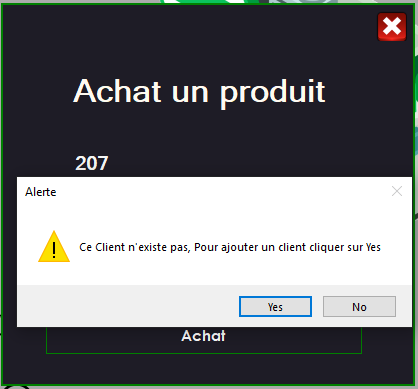 Achat un produit
207
Alerte
Ce Client n'existe pas, Pour ajouter un client cliquer sur Yes
Yes
No
Achat